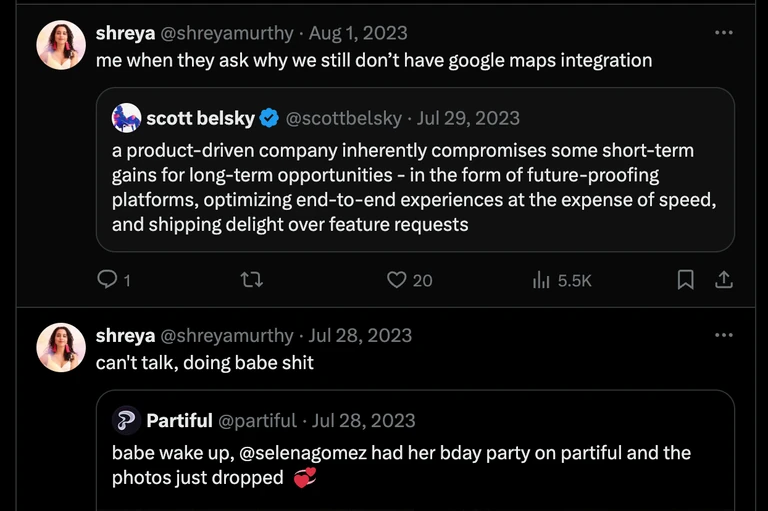 shreya @shreyamurthy · Aug 1, 2023
me when they ask why we still don’t have google maps integration
scott belsky @scottbelsky · Jul 29, 2023
a product-driven company inherently compromises some short-term
gains for long-term opportunities - in the form of future-proofing
platforms, optimizing end-to-end experiences at the expense of speed,
and shipping delight over feature requests
1 20 5.5K
shreya @shreyamurthy · Jul 28, 2023
can't talk, doing babe shit
Partiful @partiful · Jul 28, 2023
babe wake up, @selenagomez had her bday party on partiful and the
photos just dropped 💞